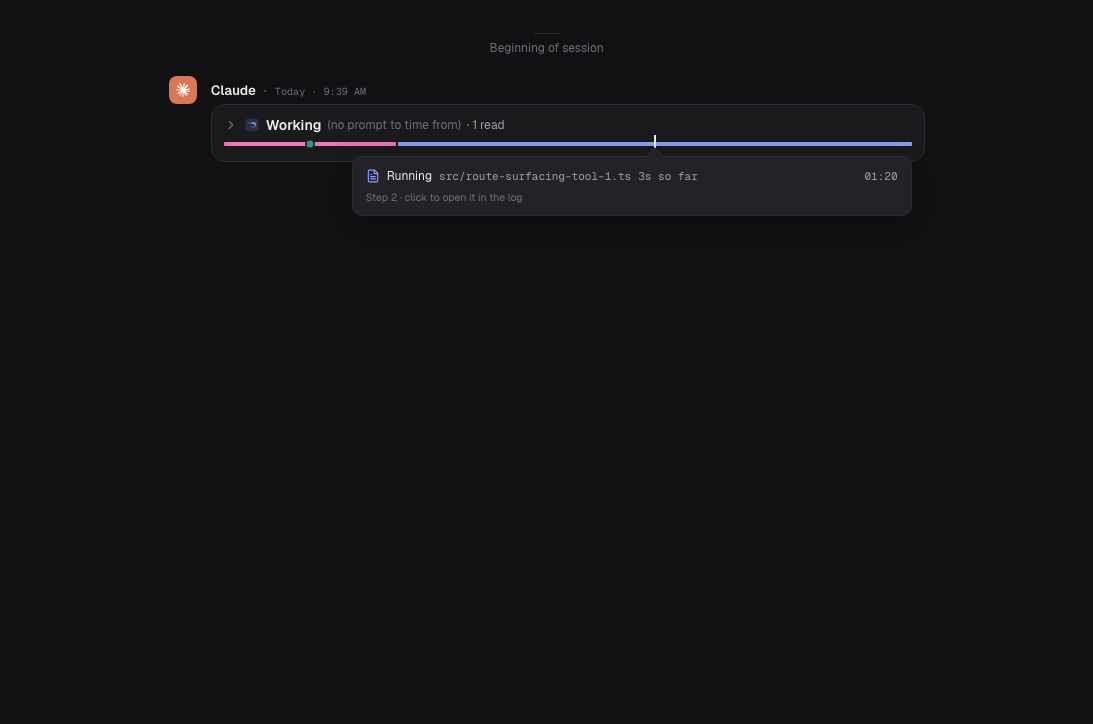 Beginning of session
Claude · Today · 9:39 AM
Working (no prompt to time from) · 1 read
Running src/route-surfacing-tool-1.ts 3s so far 01:20
Step 2 · click to open it in the log